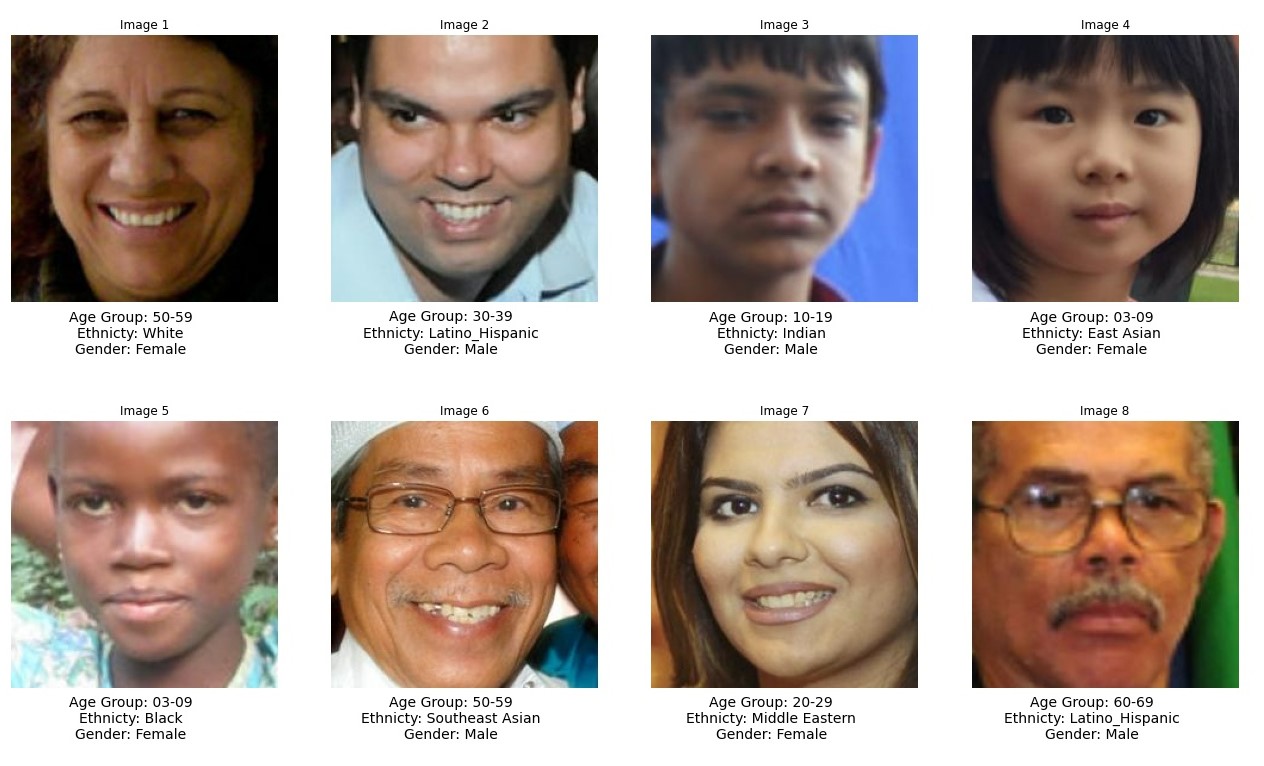 Image 1
Image 2
Image 3
Image 4
Age Group: 50-59
Ethnicty: White
Gender: Female
Age Group: 30-39
Ethnicty: Latino_Hispanic
Gender: Male
Age Group: 10-19
Ethnicty: Indian
Gender: Male
Age Group: 03-09
Ethnicty: East Asian
Gender: Female
Image 5
Image 6
Image 7
Image 8
Age Group: 03-09
Ethnicty: Black
Gender: Female
Age Group: 50-59
Ethnicty: Southeast Asian
Gender: Male
Age Group: 20-29
Ethnicty: Middle Eastern
Gender: Female
Age Group: 60-69
Ethnicty: Latino_Hispanic
Gender: Male